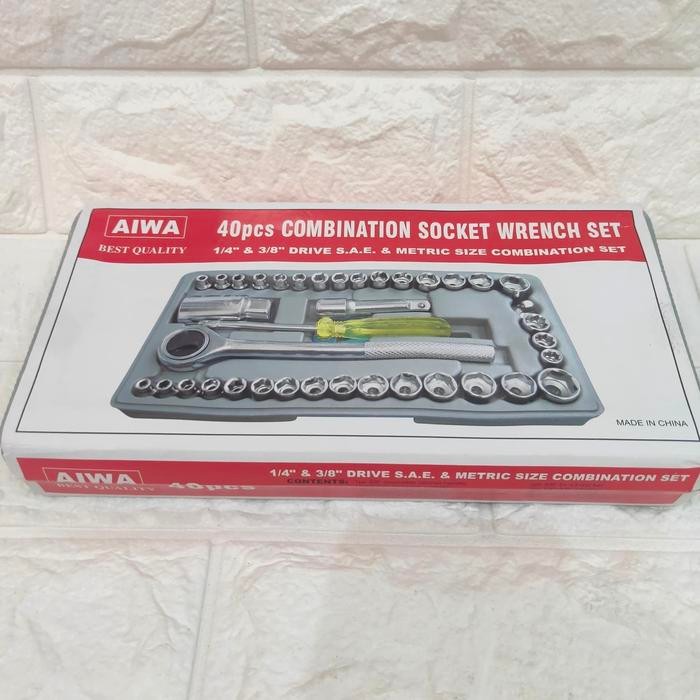 AIWA
BEST QUALITY
40pcs COMBINATION SOCKET WRENCH SET
1/4" & 3/8" DRIVE S.A.E. & METRIC SIZE COMBINATION SET
MADE IN CHINA
AIWA
BEST QUALITY
40pcs
1/4" & 3/8" DRIVE S.A.E. & METRIC SIZE COMBINATION SET
CONTENTS: